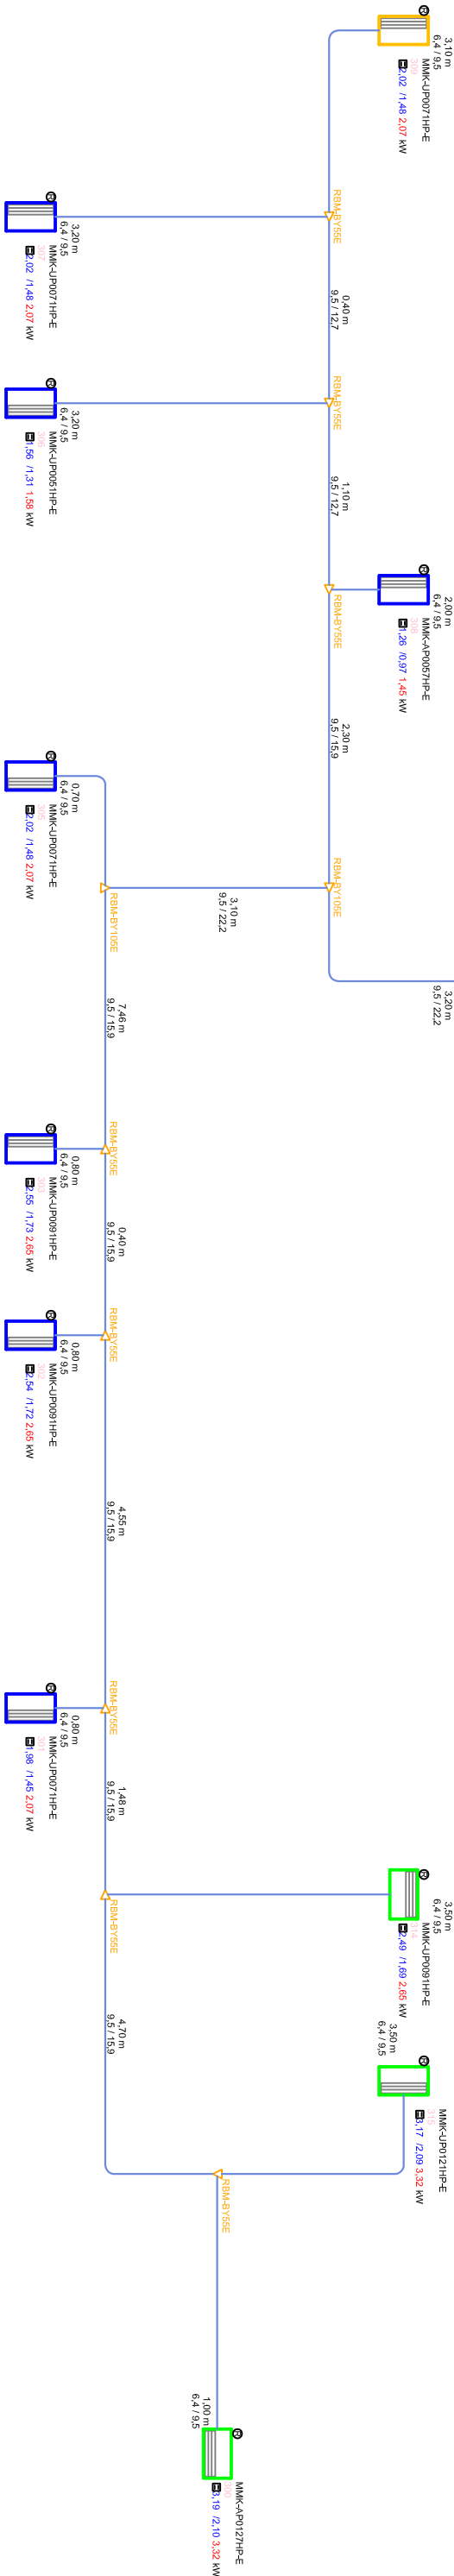 3,10 m
6,4 / 9,5
MMK-UP0071HP-E
309
2,02 /1,48 2,07 kW
RBM-BY55E
3,20 m
6,4 / 9,5
MMK-UP0071HP-E
307
2,02 /1,48 2,07 kW
0,40 m
9,5 / 12,7
RBM-BY55E
3,20 m
6,4 / 9,5
MMK-UP0051HP-E
306
1,56 /1,31 1,58 kW
1,10 m
9,5 / 12,7
2,00 m
6,4 / 9,5
MMK-AP0057HP-E
308
1,26 /0,97 1,45 kW
RBM-BY55E
2,30 m
9,5 / 15,9
0,70 m
6,4 / 9,5
MMK-UP0071HP-E
305
2,02 /1,48 2,07 kW
RBM-BY105E
3,10 m
9,5 / 22,2
RBM-BY105E
3,20 m
9,5 / 22,2
7,46 m
9,5 / 15,9
RBM-BY55E
0,80 m
6,4 / 9,5
MMK-UP0091HP-E
303
2,55 /1,73 2,65 kW
0,40 m
9,5 / 15,9
RBM-BY55E
0,80 m
6,4 / 9,5
MMK-UP0091HP-E
302
2,54 /1,72 2,65 kW
4,55 m
9,5 / 15,9
RBM-BY55E
0,80 m
6,4 / 9,5
MMK-UP0071HP-E
301
1,98 /1,45 2,07 kW
1,48 m
9,5 / 15,9
3,50 m
6,4 / 9,5
MMK-UP0091HP-E
314
2,49 /1,69 2,65 kW
RBM-BY55E
4,70 m
9,5 / 15,9
3,50 m
6,4 / 9,5
MMK-UP0121HP-E
315
3,17 /2,09 3,32 kW
RBM-BY55E
1,00 m
6,4 / 9,5
MMK-AP0127HP-E
300
3,19 /2,10 3,32 kW